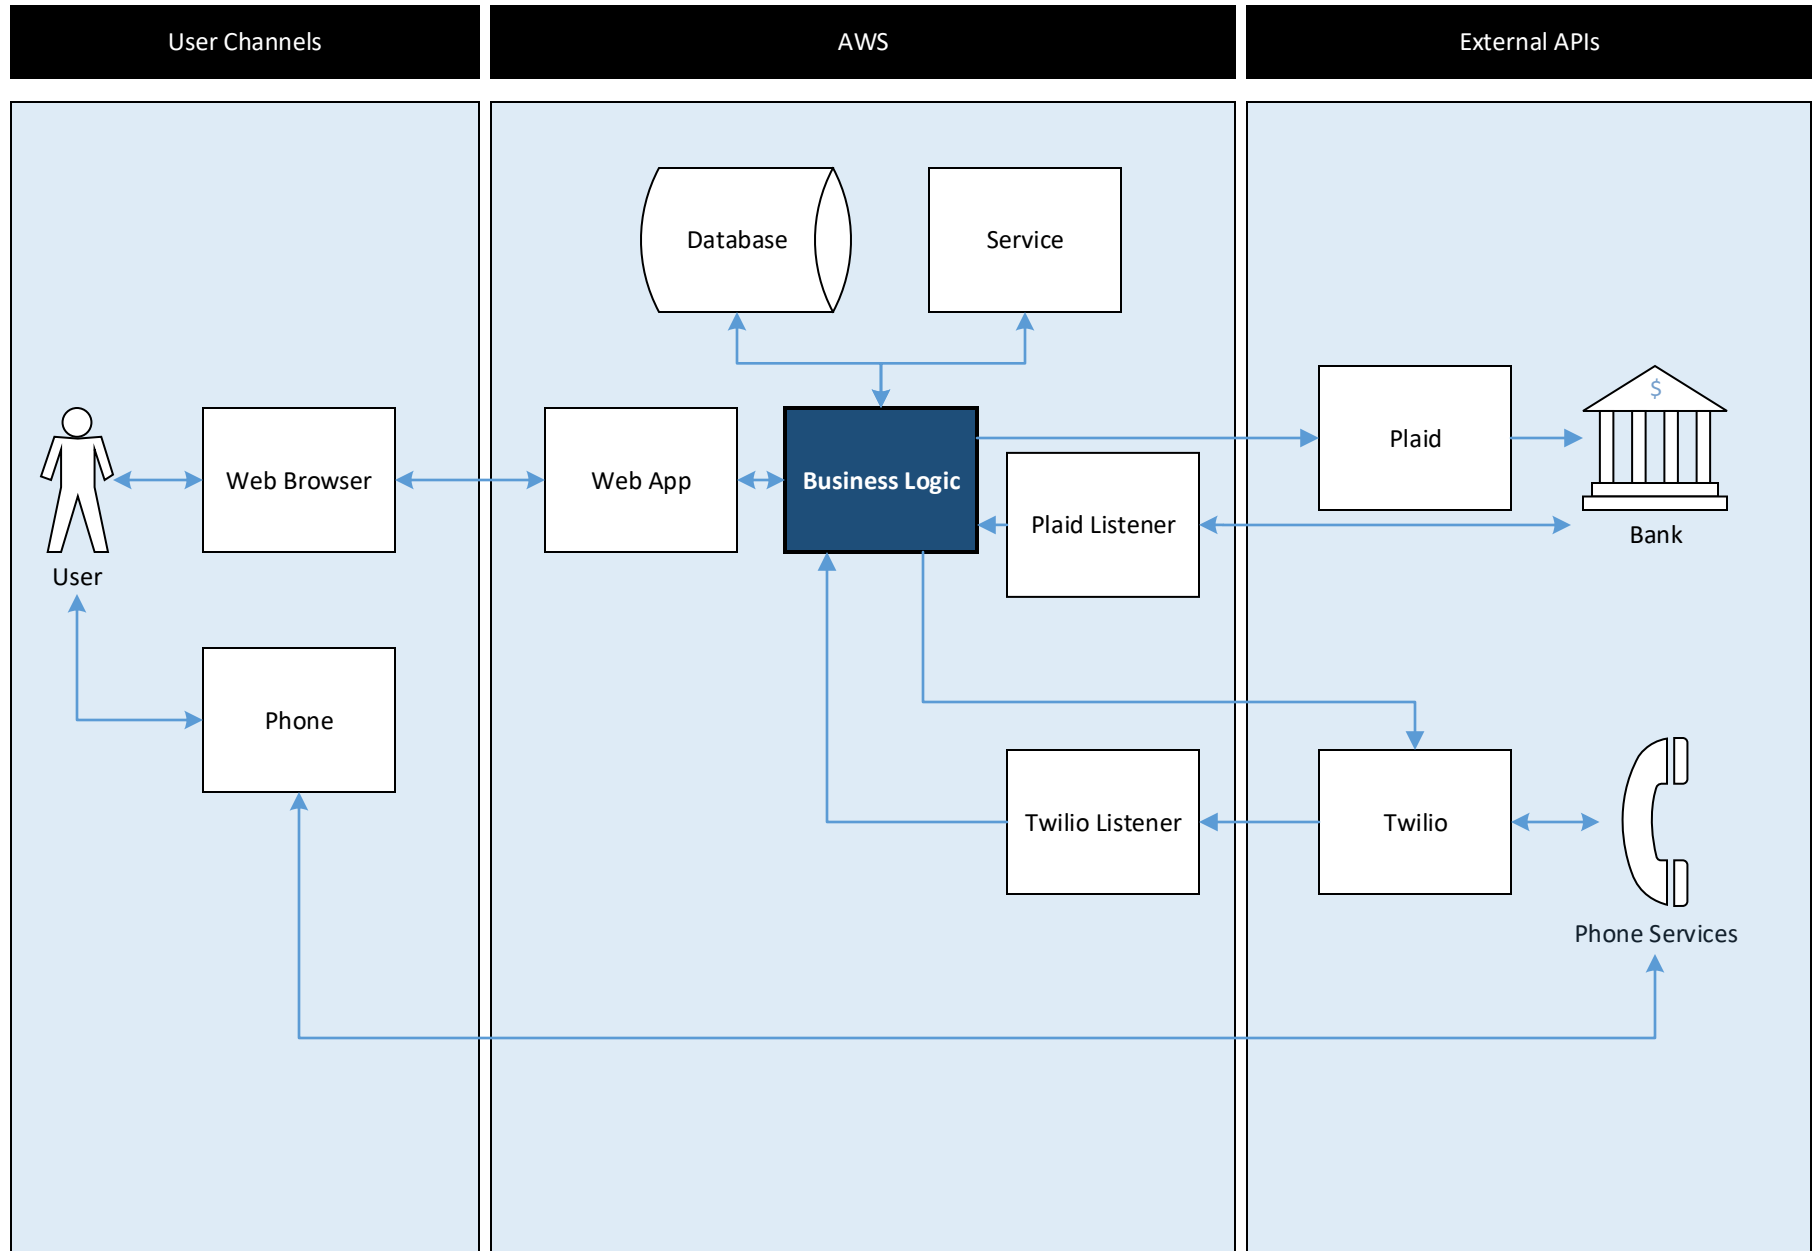 User Channels
AWS
External APIs
Database
Service
$
Web Browser
Web App
Business Logic
Plaid
Plaid Listener
Bank
User
Phone
Twilio Listener
Twilio
Phone Services